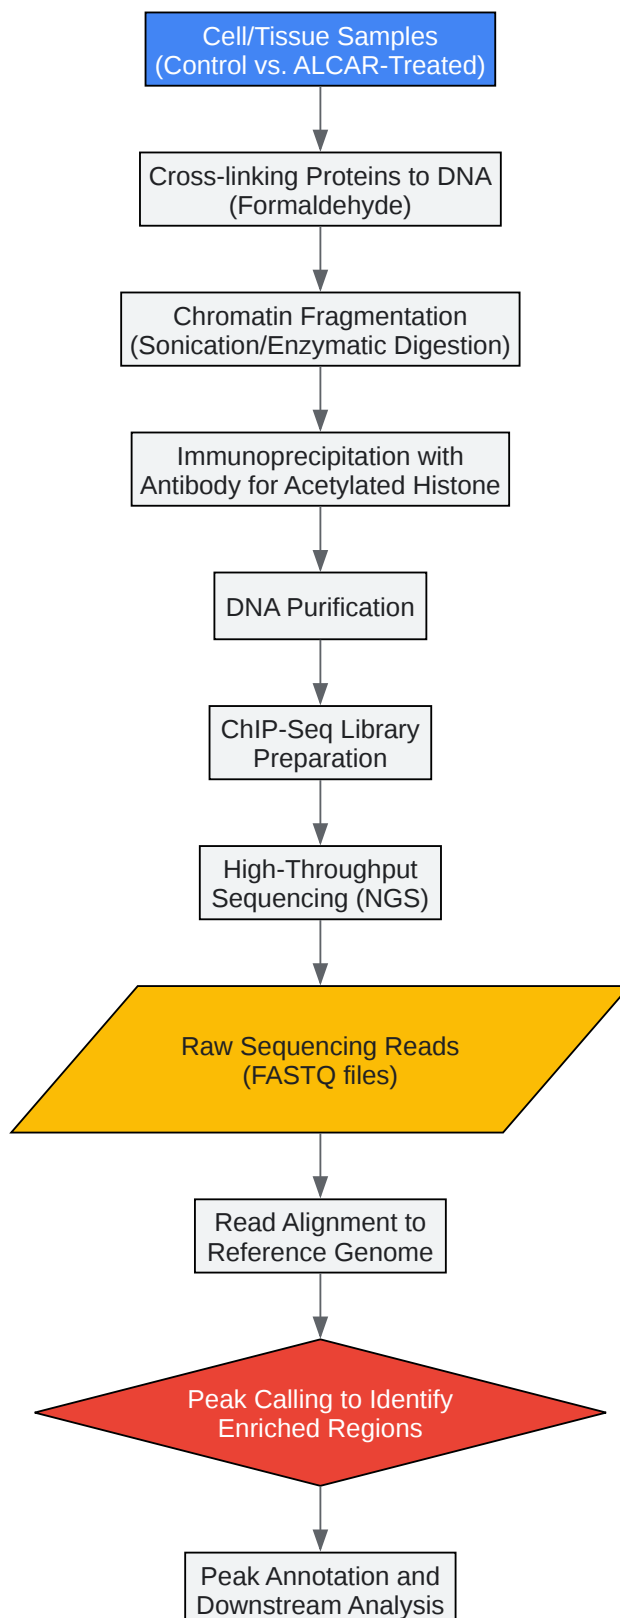 Cell/Tissue Samples
(Control vs. ALCAR-Treated)
Cross-linking Proteins to DNA
(Formaldehyde)
Chromatin Fragmentation
(Sonication/Enzymatic Digestion)
Immunoprecipitation with
Antibody for Acetylated Histone
DNA Purification
ChIP-Seq Library
Preparation
High-Throughput
Sequencing (NGS)
Raw Sequencing Reads
(FASTQ files)
Read Alignment to
Reference Genome
Peak Calling to Identify
Enriched Regions
Peak Annotation and
Downstream Analysis